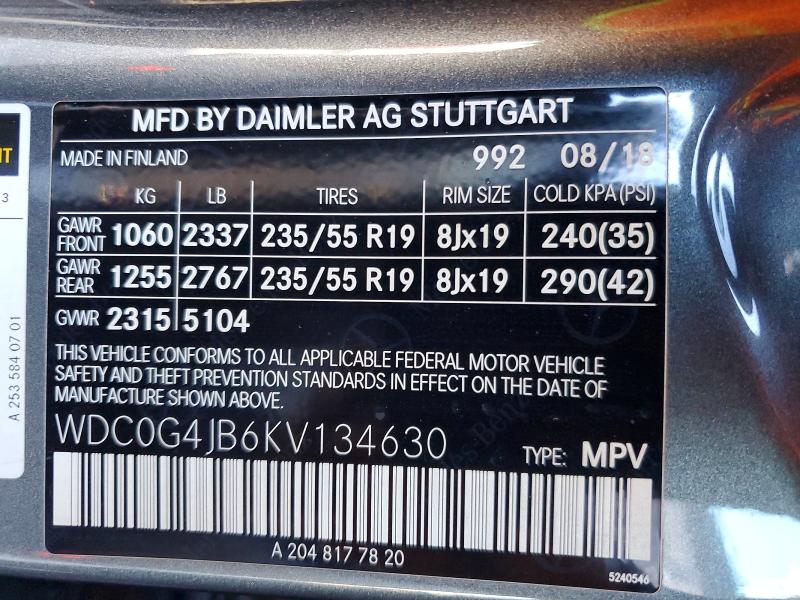 MFD BY DAIMLER AG STUTTGART
MADE IN FINLAND 992 08/18
KG LB TIRES RIM SIZE COLD KPA(PSI)
GAWR FRONT 1060 2337 235/55 R19 8Jx19 240(35)
GAWR REAR 1255 2767 235/55 R19 8Jx19 290(42)
GVWR 2315 5104
THIS VEHICLE CONFORMS TO ALL APPLICABLE FEDERAL MOTOR VEHICLE
SAFETY AND THEFT PREVENTION STANDARDS IN EFFECT ON THE DATE OF
MANUFACTURE SHOWN ABOVE.
WDC0G4JB6KV134630
TYPE: MPV
A 204 817 78 20
5240546
A 253 584 07 01
3